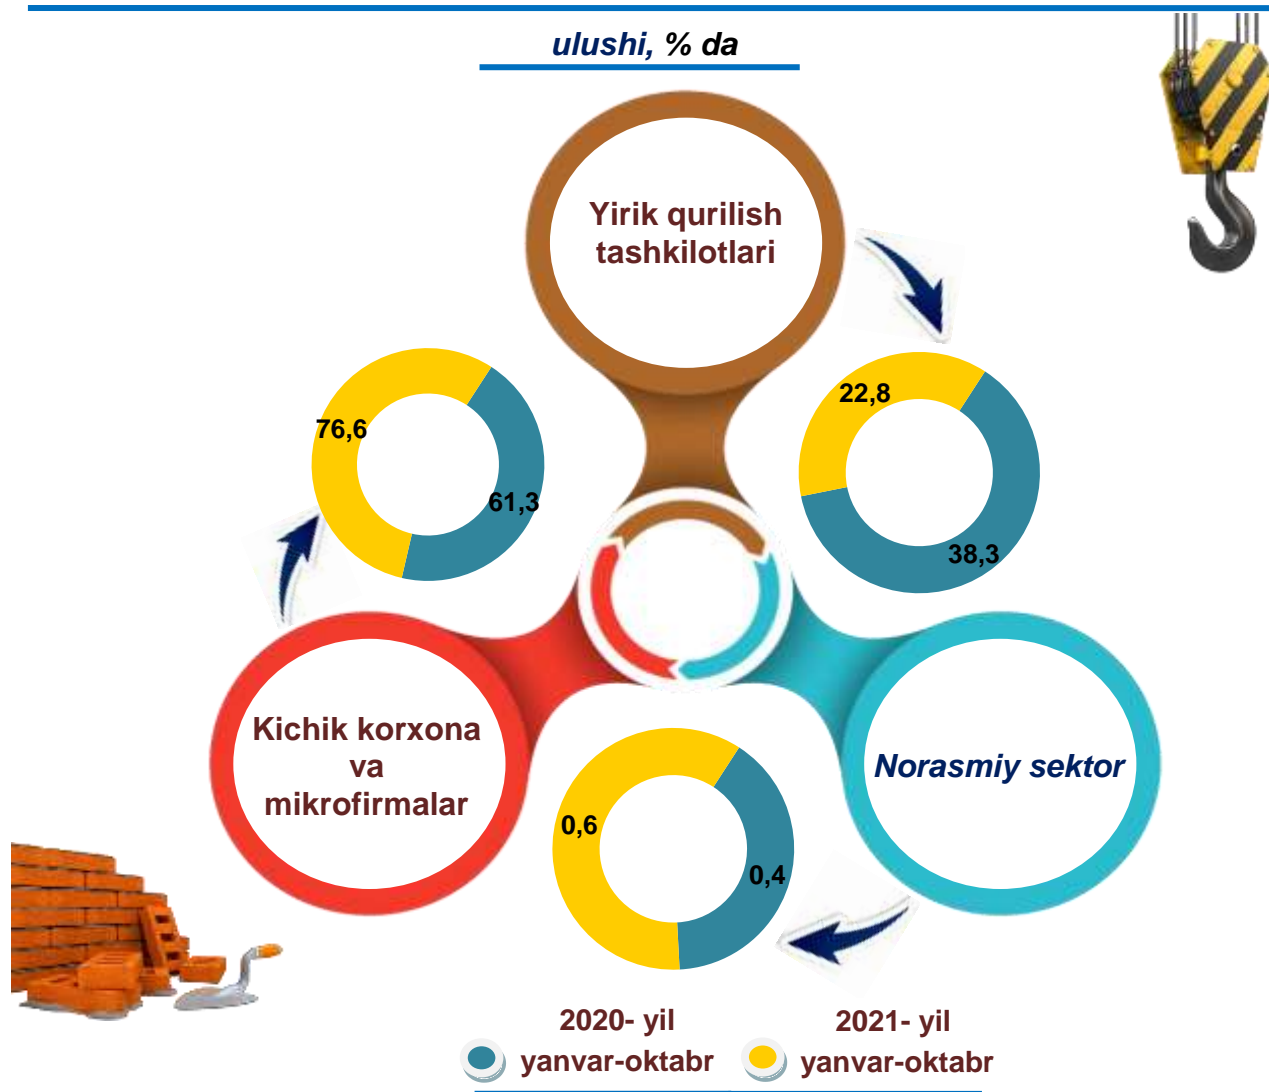 ulushi, % da
Yirik qurilish
tashkilotlari
76,6
61,3
22,8
38,3
Kichik korxona
va
mikrofirmalar
Norasmiy sektor
0,6
0,4
2020- yil
yanvar-oktabr
2021- yil
yanvar-oktabr